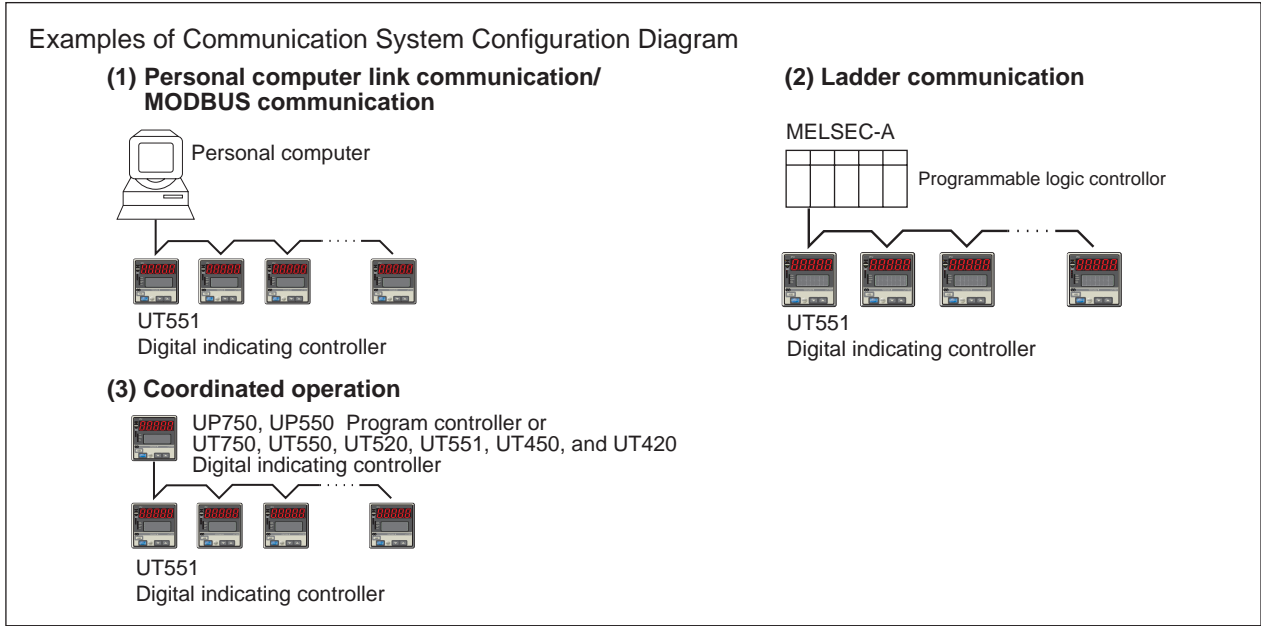 Examples of Communication System Configuration Diagram
(1) Personal computer link communication/
MODBUS communication
Personal computer
UT551
Digital indicating controller
(2) Ladder communication
MELSEC-A
Programmable logic controllor
UT551
Digital indicating controller
(3) Coordinated operation
UP750, UP550 Program controller or
UT750, UT550, UT520, UT551, UT450, and UT420
Digital indicating controller
UT551
Digital indicating controller